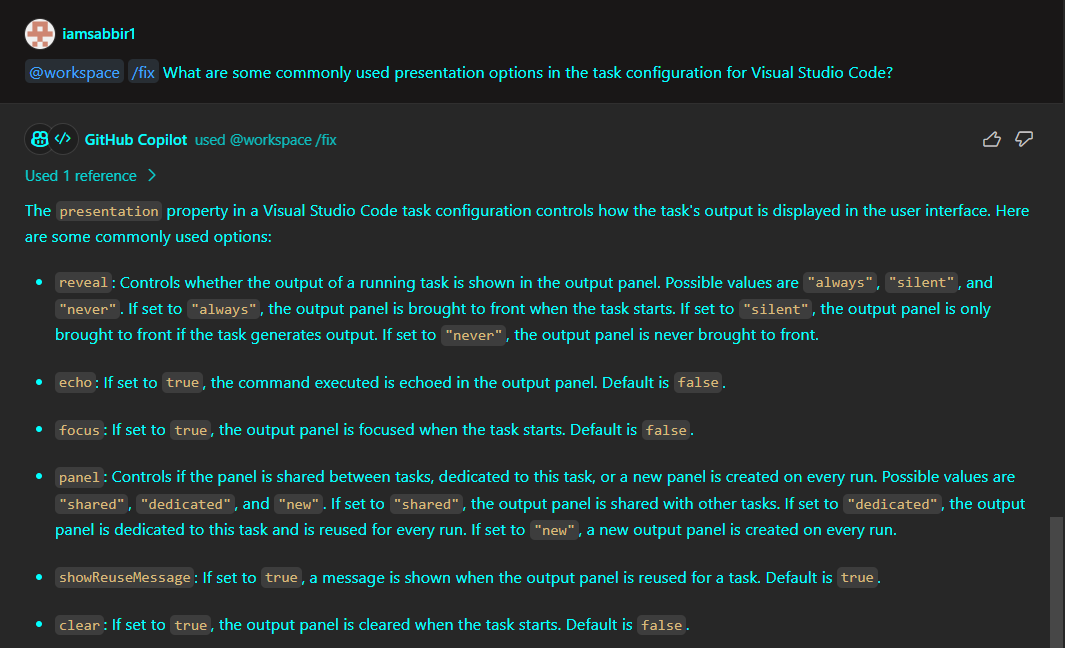 iamsabbir1
@workspace /fix What are some commonly used presentation options in the task configuration for Visual Studio Code?
GitHub Copilot used @workspace /fix
Used 1 reference
The presentation property in a Visual Studio Code task configuration controls how the task's output is displayed in the user interface. Here
are some commonly used options:
• reveal: Controls whether the output of a running task is shown in the output panel. Possible values are "always", "silent", and
"never". If set to "always", the output panel is brought to front when the task starts. If set to "silent", the output panel is only
brought to front if the task generates output. If set to "never", the output panel is never brought to front.
• echo: If set to true, the command executed is echoed in the output panel. Default is false.
• focus: If set to true, the output panel is focused when the task starts. Default is false.
• panel: Controls if the panel is shared between tasks, dedicated to this task, or a new panel is created on every run. Possible values are
"shared", "dedicated", and "new". If set to "shared", the output panel is shared with other tasks. If set to "dedicated", the output
panel is dedicated to this task and is reused for every run. If set to "new", a new output panel is created on every run.
• showReuseMessage: If set to true, a message is shown when the output panel is reused for a task. Default is true.
• clear: If set to true, the output panel is cleared when the task starts. Default is false.